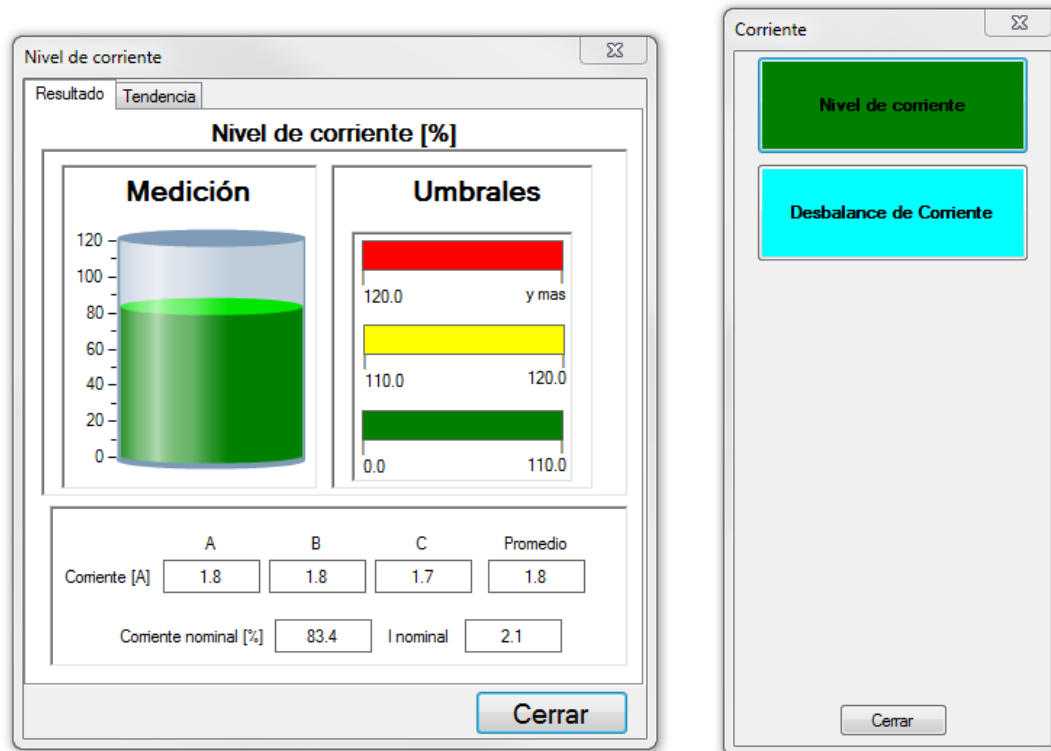 Nivel de corriente
Resultado Tendencia
Nivel de corriente [%]
Medición
120
100
80
60
40
20
0
Umbrales
120.0 y mas
110.0 120.0
0.0 110.0
A B C Promedio
Corriente [A] 1.8 1.8 1.7 1.8
Corriente nominal [%] 83.4 I nominal 2.1
Cerrar
Corriente
Nivel de corriente
Desbalance de Corriente
Cerrar